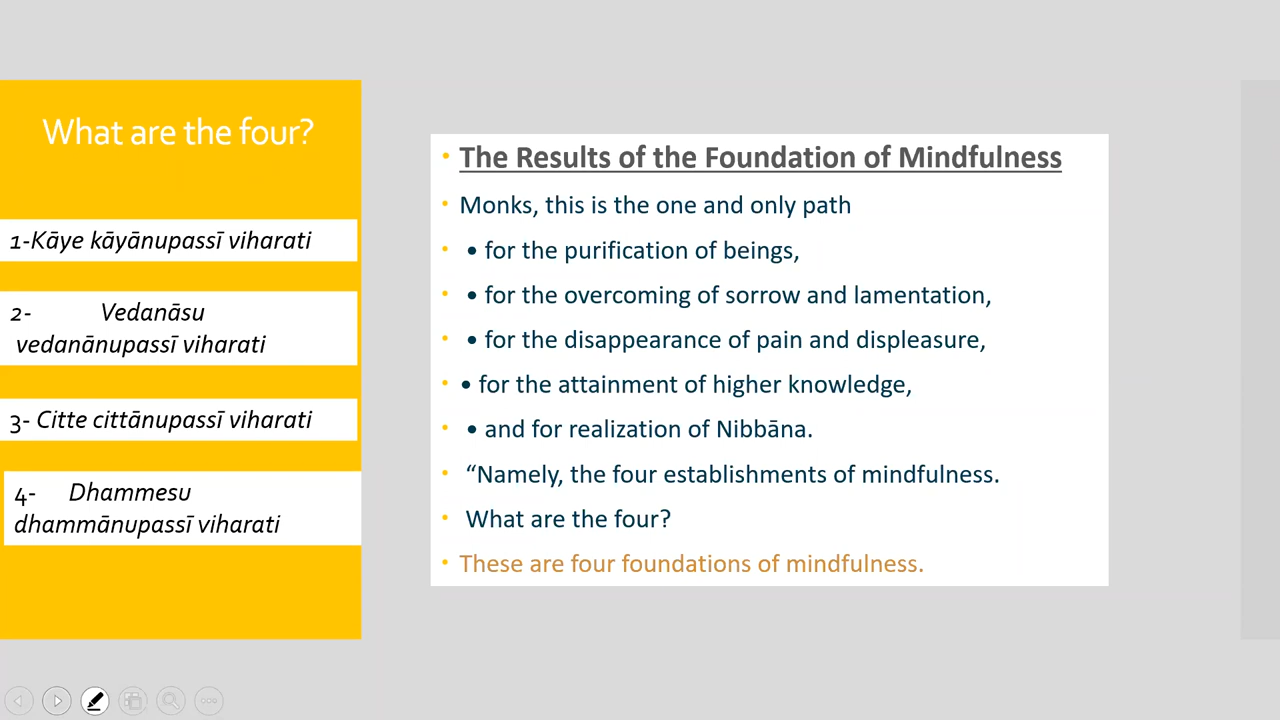 What are the four?
1-Kāye kāyānupassī viharati
2- Vedanāsu
vedanānupassī viharati
3- Citte cittānupassī viharati
4- Dhammesu
dhammānupassī viharati
• The Results of the Foundation of Mindfulness
• Monks, this is the one and only path
• • for the purification of beings,
• • for the overcoming of sorrow and lamentation,
• • for the disappearance of pain and displeasure,
• • for the attainment of higher knowledge,
• • and for realization of Nibbāna.
• “Namely, the four establishments of mindfulness.
• What are the four?
• These are four foundations of mindfulness.